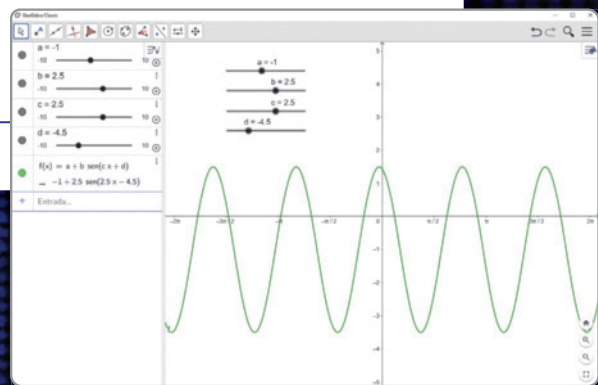 GeoGebra Classic
a = -1
-10 10
b = 2.5
-10 10
c = 2.5
-10 10
d = -4.5
-10 10
f(x) = a + b sen(c x + d)
→ -1 + 2.5 sen(2.5 x − 4.5)
+ Entrada...
a = -1
b = 2.5
c = 2.5
d = -4.5
5
4
3
2
1
0
-1
-2
-3
-4
-5
-2π -3π/2 -π -π/2 π/2 π 3π/2 2π
f